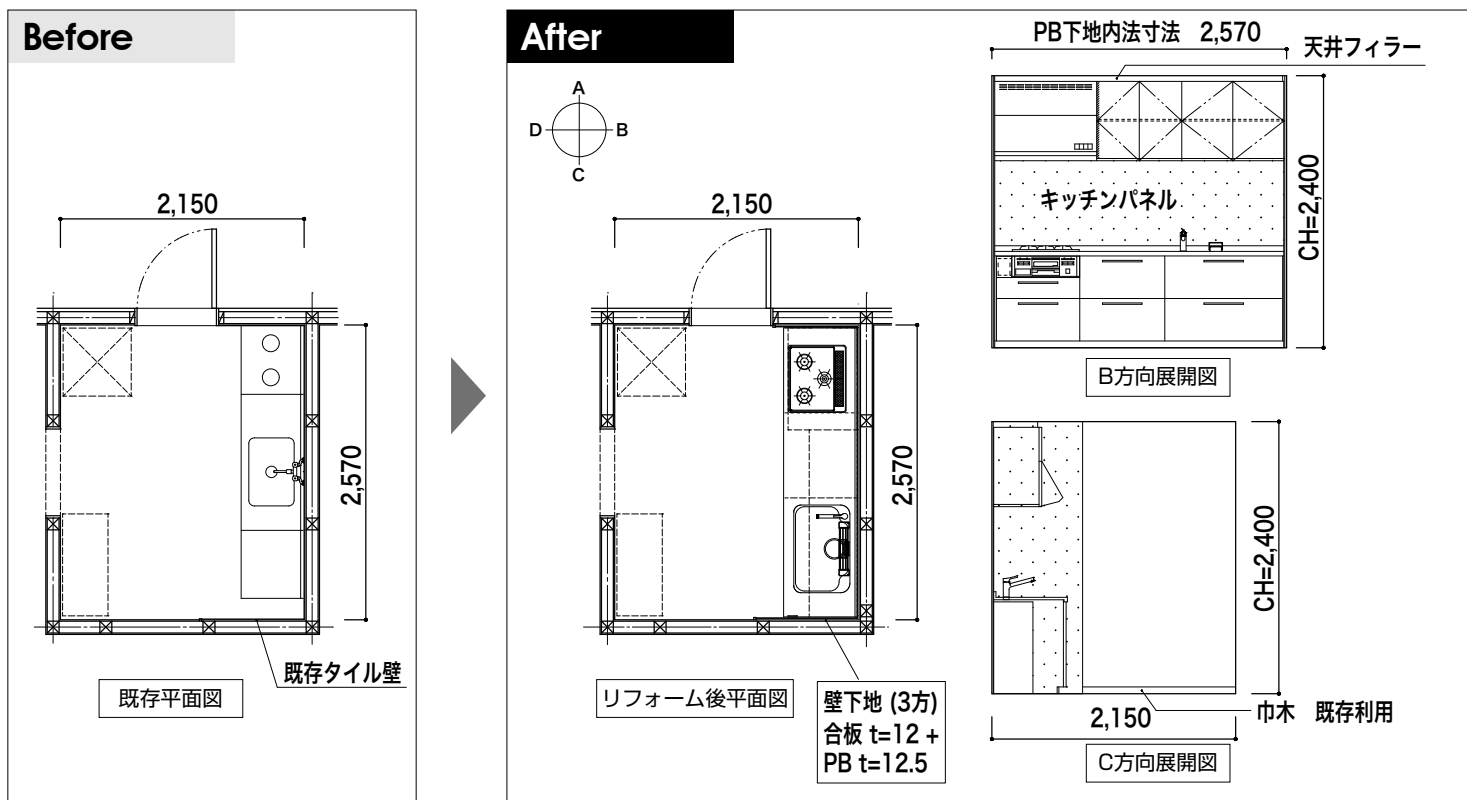 Before
2,150
2,570
既存タイル壁
既存平面図
After
A
D
B
C
2,150
2,570
リフォーム後平面図
壁下地 (3方)
合板 t=12 +
PB t=12.5
PB下地内法寸法 2,570
天井フィラー
キッチンパネル
CH=2,400
B方向展開図
CH=2,400
2,150
巾木 既存利用
C方向展開図